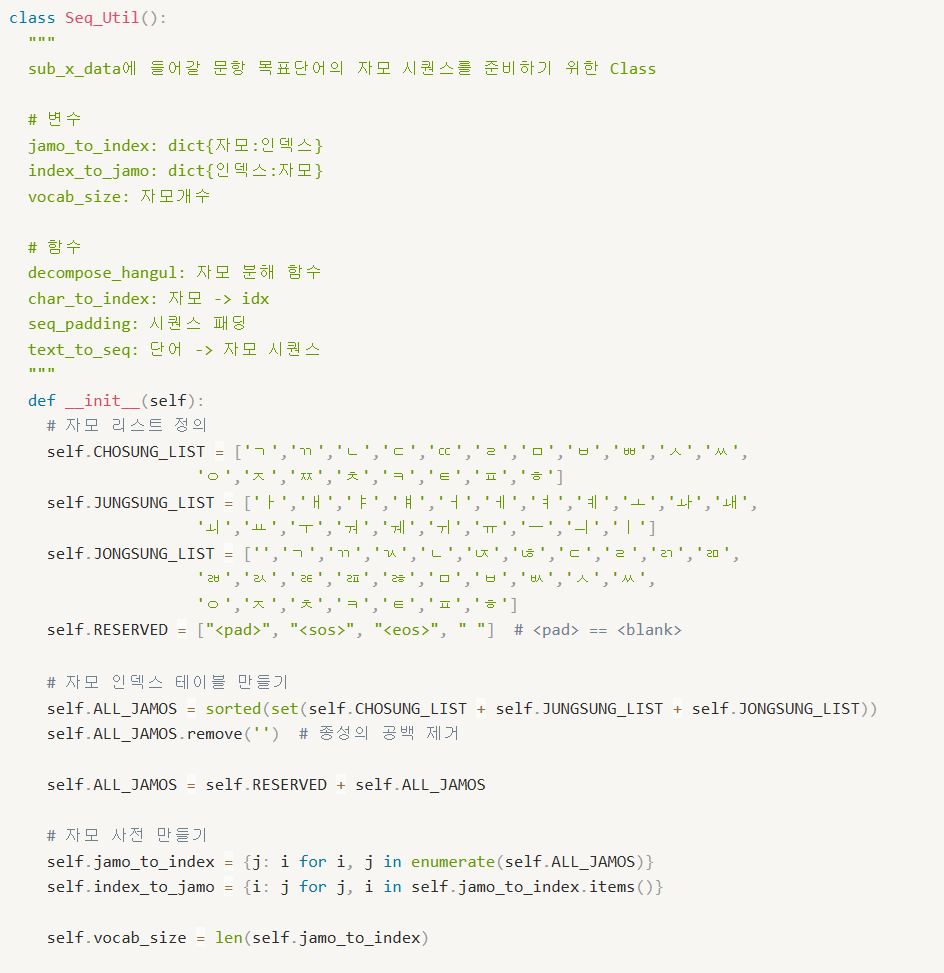 class Seq_Util():
"""
sub_x_data에 들어갈 문항 목표단어의 자모 시퀀스를 준비하기 위한 Class
# 변수
jamo_to_index: dict{자모:인덱스}
index_to_jamo: dict{인덱스:자모}
vocab_size: 자모개수
# 함수
decompose_hangul: 자모 분해 함수
char_to_index: 자모 -> idx
seq_padding: 시퀀스 패딩
text_to_seq: 단어 -> 자모 시퀀스
"""
def __init__(self):
# 자모 리스트 정의
self.CHOSUNG_LIST = ['ㄱ','ㄲ','ㄴ','ㄷ','ㄸ','ㄹ','ㅁ','ㅂ','ㅃ','ㅅ','ㅆ',
'ㅇ','ㅈ','ㅉ','ㅊ','ㅋ','ㅌ','ㅍ','ㅎ']
self.JUNGSUNG_LIST = ['ㅏ','ㅐ','ㅑ','ㅒ','ㅓ','ㅔ','ㅕ','ㅖ','ㅗ','ㅘ','ㅙ',
'ㅚ','ㅛ','ㅜ','ㅝ','ㅞ','ㅟ','ㅠ','ㅡ','ㅢ','ㅣ']
self.JONGSUNG_LIST = ['','ㄱ','ㄲ','ㄳ','ㄴ','ㄵ','ㄶ','ㄷ','ㄹ','ㄺ','ㄻ',
'ㄼ','ㄽ','ㄾ','ㄿ','ㅀ','ㅁ','ㅂ','ㅄ','ㅅ','ㅆ',
'ㅇ','ㅈ','ㅊ','ㅋ','ㅌ','ㅍ','ㅎ']
self.RESERVED = ["<pad>", "<sos>", "<eos>", " "]  # <pad> == <blank>
# 자모 인덱스 테이블 만들기
self.ALL_JAMOS = sorted(set(self.CHOSUNG_LIST + self.JUNGSUNG_LIST + self.JONGSUNG_LIST))
self.ALL_JAMOS.remove('')  # 종성의 공백 제거
self.ALL_JAMOS = self.RESERVED + self.ALL_JAMOS
# 자모 사전 만들기
self.jamo_to_index = {j: i for i, j in enumerate(self.ALL_JAMOS)}
self.index_to_jamo = {i: j for j, i in self.jamo_to_index.items()}
self.vocab_size = len(self.jamo_to_index)